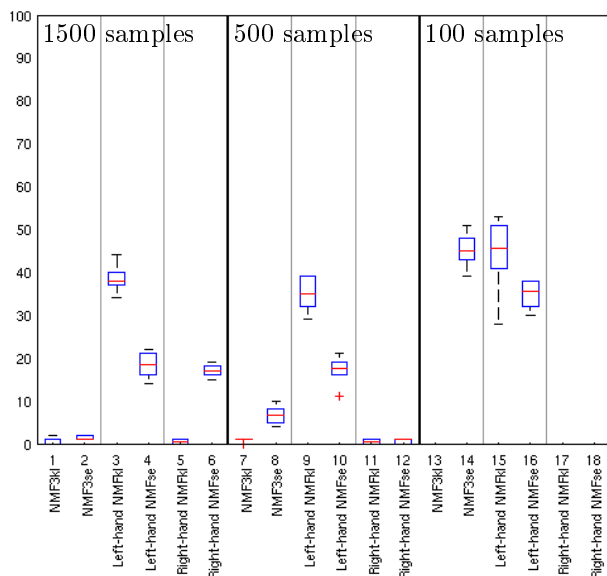 100
90
80
70
60
50
40
30
20
10
0
1500 samples
500 samples
100 samples
1 2 3 4 5 6 7 8 9 10 11 12 13 14 15 16 17 18
NMF3kl
NMF3se
Left-hand NMFkl
Left-hand NMFse
Right-hand NMFkl
Right-hand NMFse
NMF3kl
NMF3se
Left-hand NMFkl
Left-hand NMFse
Right-hand NMFkl
Right-hand NMFse
NMF3kl
NMF3se
Left-hand NMFkl
Left-hand NMFse
Right-hand NMFkl
Right-hand NMFse